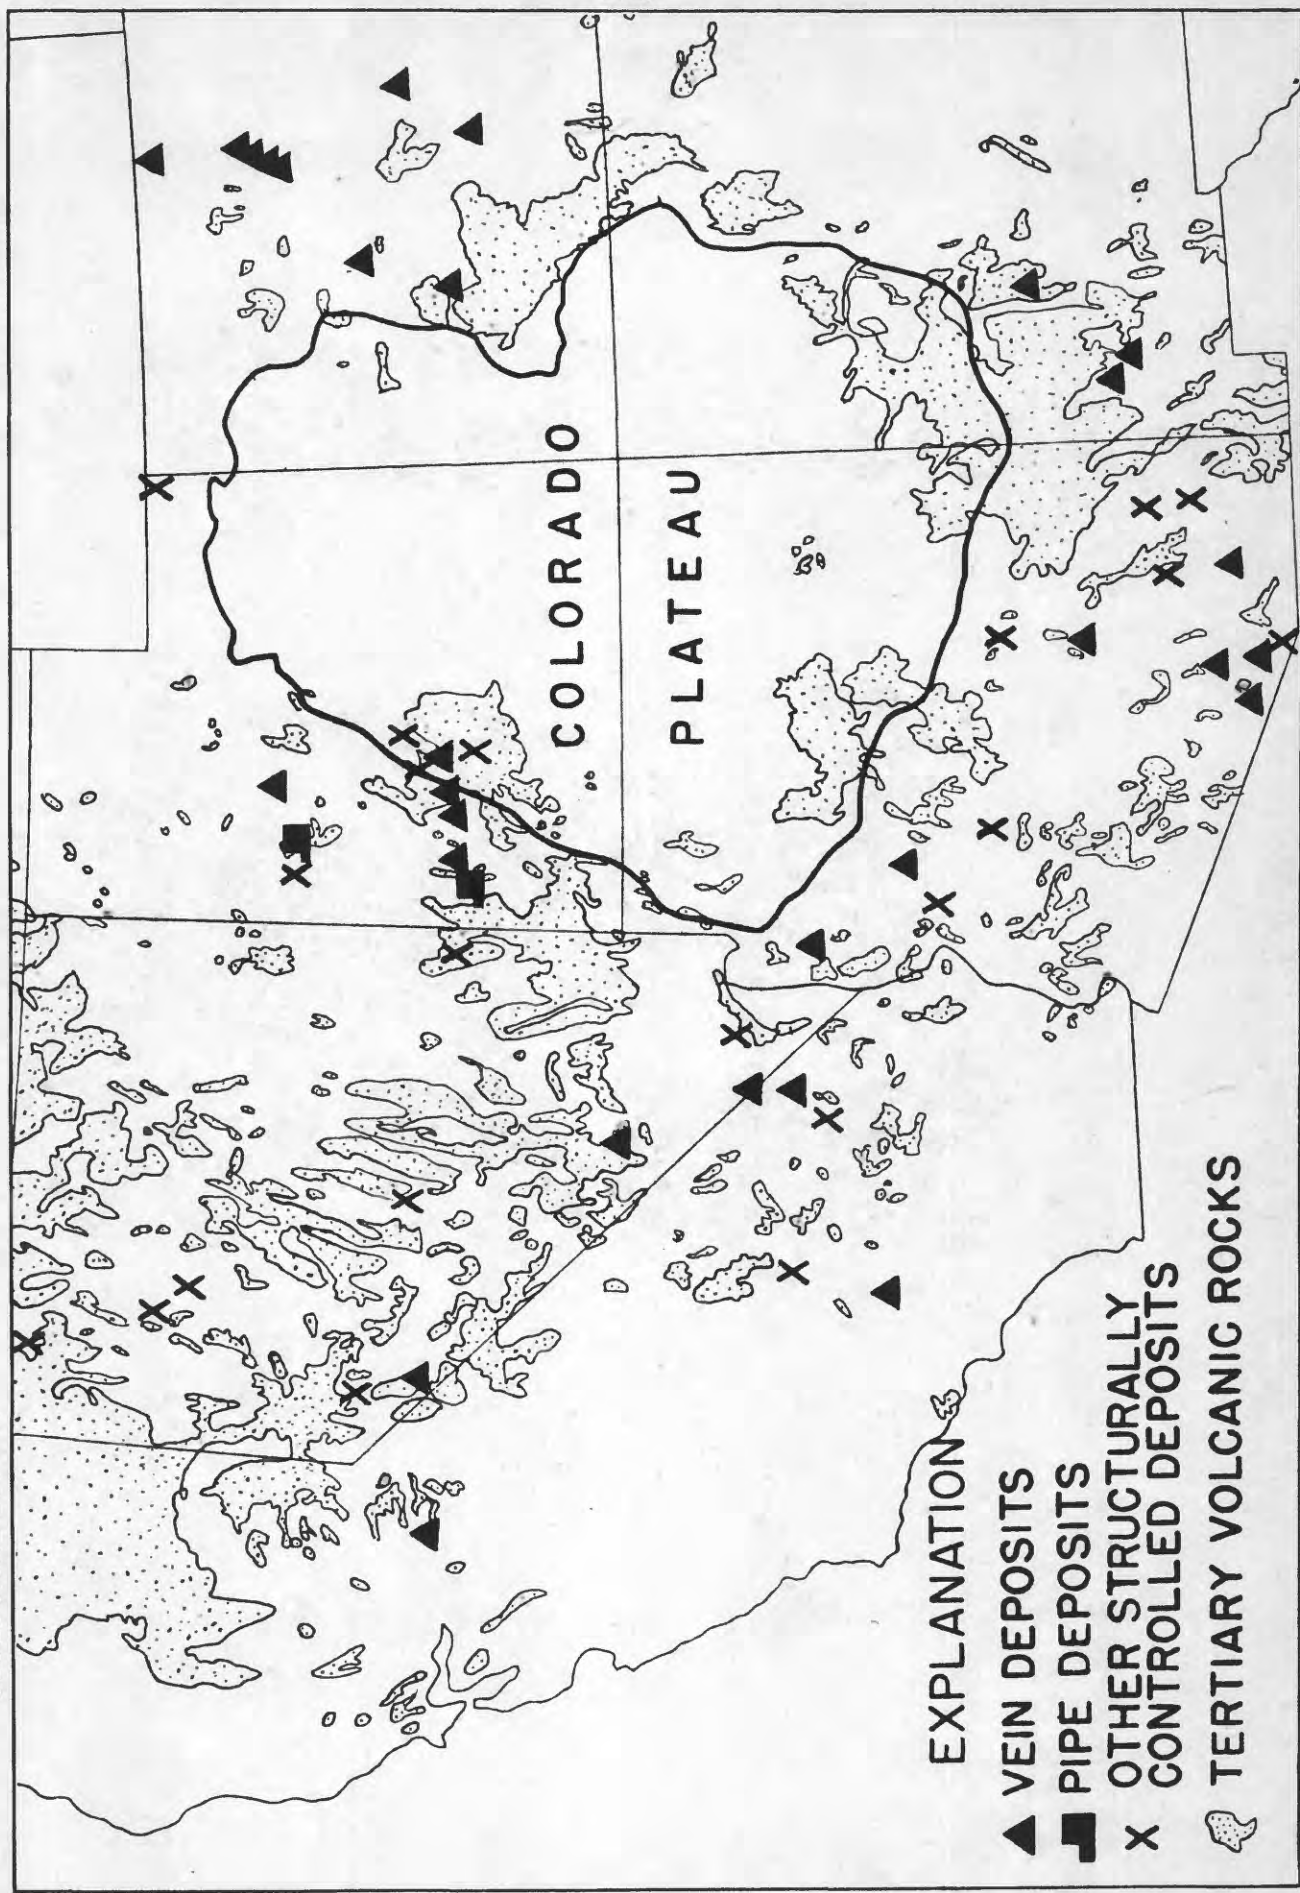 COLORADO
PLATEAU
EXPLANATION
VEIN DEPOSITS
PIPE DEPOSITS
OTHER STRUCTURALLY
CONTROLLED DEPOSITS
TERTIARY VOLCANIC ROCKS